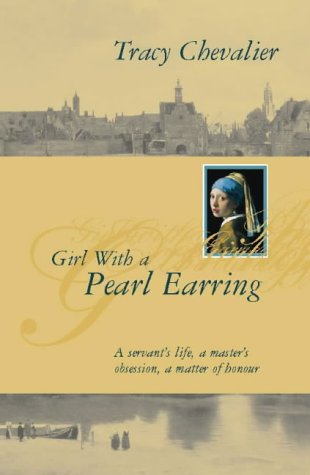 Tracy Chevalier
Girl With a
Pearl Earring
A servant's life, a master's
obsession, a matter of honour